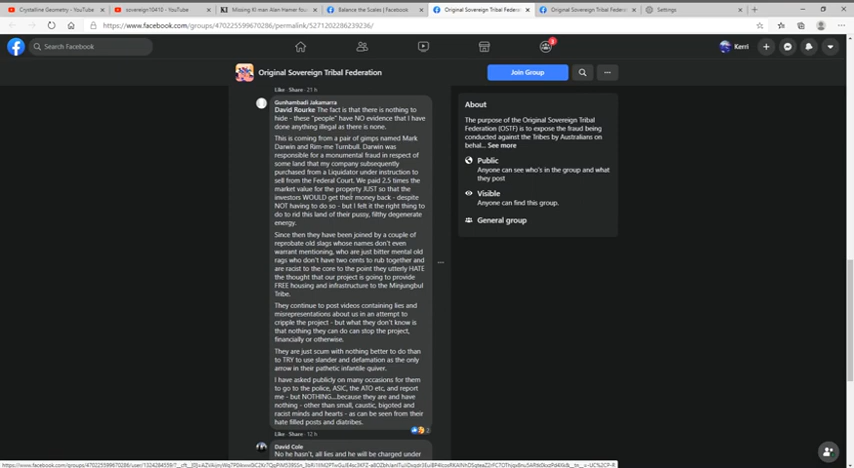 Crystalline Geometry - YouTube
sovereign10410 - YouTube
Missing KI man Alan Hamer fou
Balance the Scales | Facebook
Original Sovereign Tribal Federa
Original Sovereign Tribal Federa
Settings
https://www.facebook.com/groups/470225599670286/permalink/5271202286239236/
Search Facebook
8
Kerri
Original Sovereign Tribal Federation
Join Group
Like · Share · 21 h
Gunhambadi Jakamarra
David Rourke The fact is that there is nothing to
hide - these "people" have NO evidence that I have
done anything illegal as there is none.
This is coming from a pair of gimps named Mark
Darwin and Rim-me Turnbull. Darwin was
responsible for a monumental fraud in respect of
some land that my company subsequently
purchased from a Liquidator under instruction to
sell from the Federal Court. We paid 2.5 times the
market value for the property JUST so that the
investors WOULD get their money back - despite
NOT having to do so - but I felt it the right thing to
do to rid this land of their pussy, filthy degenerate
energy.
Since then they have been joined by a couple of
reprobate old slags whose names don't even
warrant mentioning, who are just bitter mental old
rags who don't have two cents to rub together and
are racist to the core to the point they utterly HATE
the thought that our project is going to provide
FREE housing and infrastructure to the Minjungbul
Tribe.
They continue to post videos containing lies and
misrepresentations about us in an attempt to
cripple the project - but what they don't know is
that nothing they can do can stop the project,
financially or otherwise.
They are just scum with nothing better to do than
to TRY to use slander and defamation as the only
arrow in their pathetic infantile quiver.
I have asked publicly on many occasions for them
to go to the police, ASIC, the ATO etc, and report
me - but NOTHING....because they are and have
nothing - other than small, caustic, bigoted and
racist minds and hearts - as can be seen from their
hate filled posts and diatribes.
2
Like · Share · 12 h
David Cole
No he hasn't, all lies and he will be charged under
About
The purpose of the Original Sovereign Tribal
Federation (OSTF) is to expose the fraud being
conducted against the Tribes by Australians on
behal... See more
Public
Anyone can see who's in the group and what
they post
Visible
Anyone can find this group.
General group